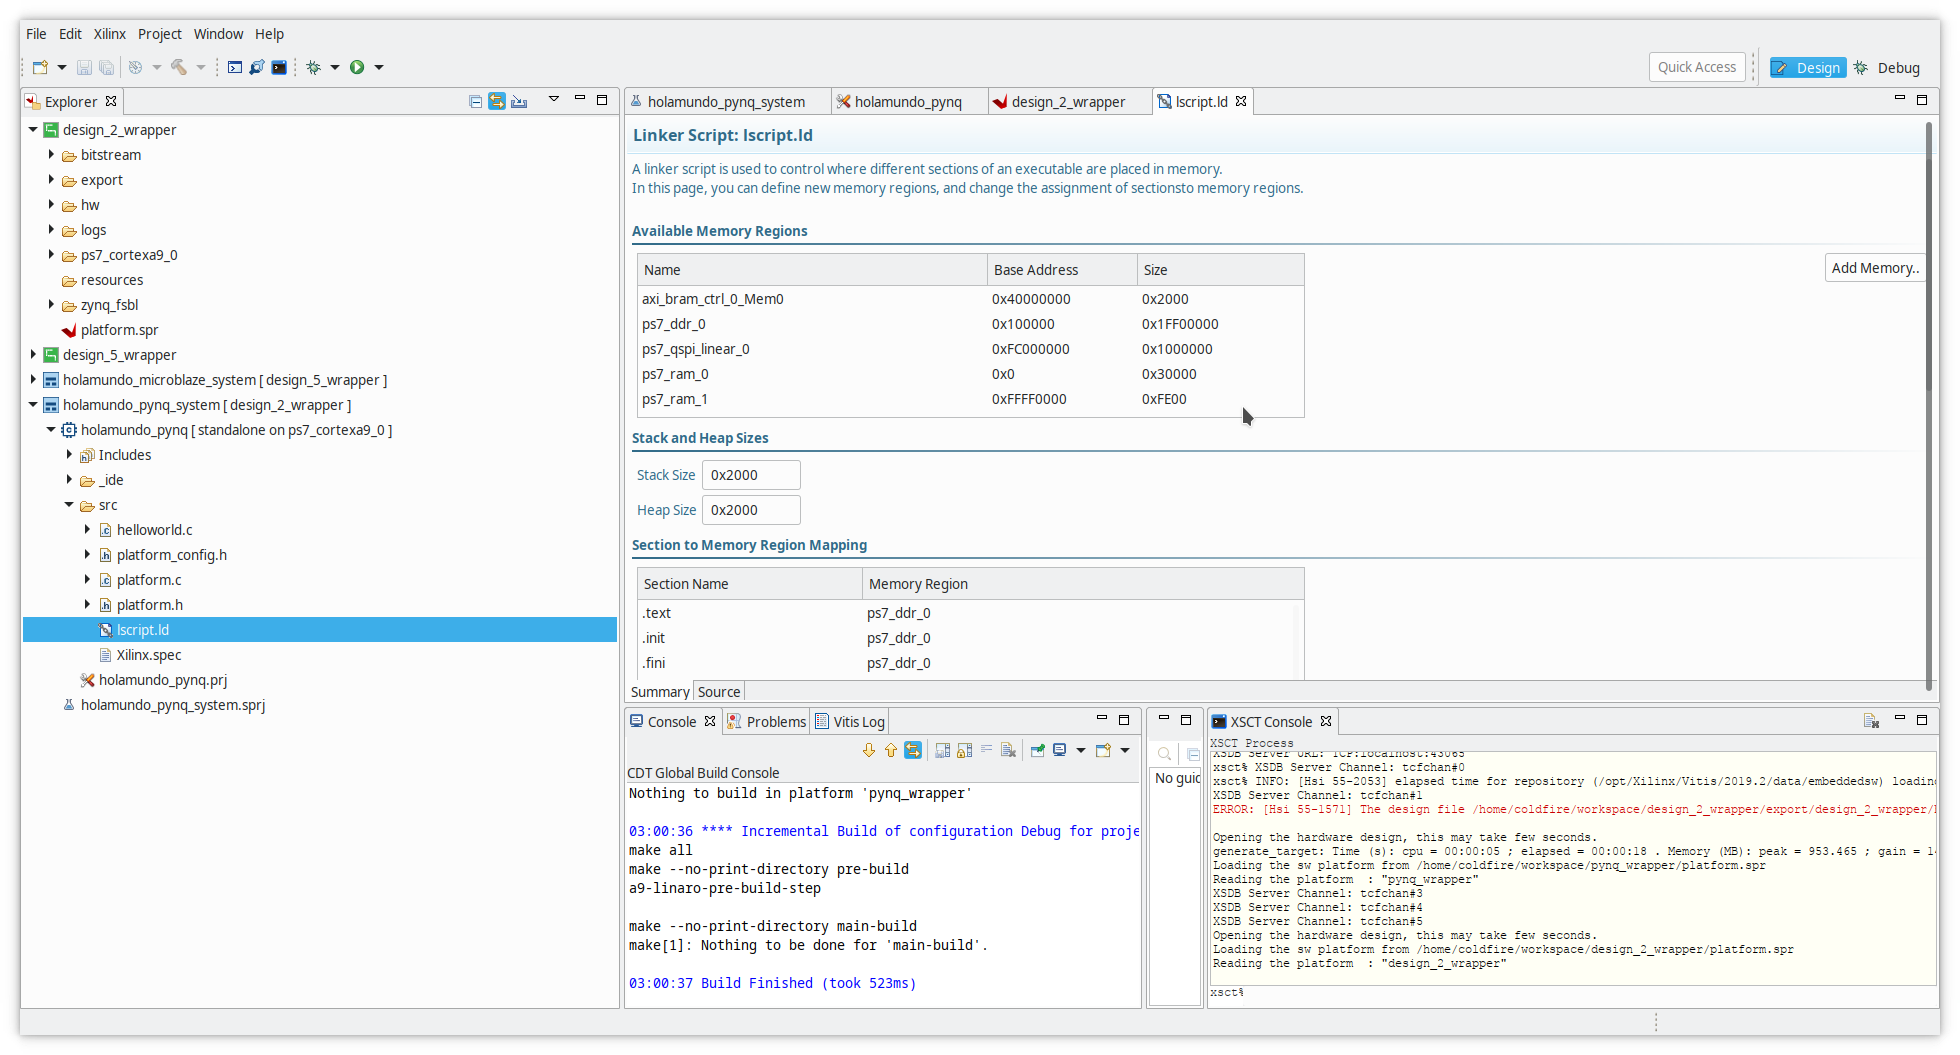 File Edit Xilinx Project Window Help
Quick Access
Design
Debug
Explorer
design_2_wrapper
bitstream
export
hw
logs
ps7_cortexa9_0
resources
zynq_fsbl
platform.spr
design_5_wrapper
holamundo_microblaze_system [ design_5_wrapper ]
holamundo_pynq_system [ design_2_wrapper ]
holamundo_pynq [ standalone on ps7_cortexa9_0 ]
Includes
_ide
src
helloworld.c
platform_config.h
platform.c
platform.h
lscript.ld
Xilinx.spec
holamundo_pynq.prj
holamundo_pynq_system.sprj
holamundo_pynq_system holamundo_pynq design_2_wrapper lscript.ld
Linker Script: lscript.ld
A linker script is used to control where different sections of an executable are placed in memory.
In this page, you can define new memory regions, and change the assignment of sectionsto memory regions.
Available Memory Regions
Name Base Address Size
axi_bram_ctrl_0_Mem0 0x40000000 0x2000
ps7_ddr_0 0x100000 0x1FF00000
ps7_qspi_linear_0 0xFC000000 0x1000000
ps7_ram_0 0x0 0x30000
ps7_ram_1 0xFFFF0000 0xFE00
Add Memory..
Stack and Heap Sizes
Stack Size 0x2000
Heap Size 0x2000
Section to Memory Region Mapping
Section Name Memory Region
.text ps7_ddr_0
.init ps7_ddr_0
.fini ps7_ddr_0
Summary Source
Console Problems Vitis Log
CDT Global Build Console
Nothing to build in platform 'pynq_wrapper'
03:00:36 **** Incremental Build of configuration Debug for proje
make all
make --no-print-directory pre-build
a9-linaro-pre-build-step
make --no-print-directory main-build
make[1]: Nothing to be done for 'main-build'.
03:00:37 Build Finished (took 523ms)
No guid
XSCT Console
XSCT Process
XSDB Server URL: TCP:localhost:43065
xsct% XSDB Server Channel: tcfchan#0
xsct% INFO: [Hsi 55-2053] elapsed time for repository (/opt/Xilinx/Vitis/2019.2/data/embeddedsw) loadin
XSDB Server Channel: tcfchan#1
ERROR: [Hsi 55-1571] The design file /home/coldfire/workspace/design_2_wrapper/export/design_2_wrapper/
Opening the hardware design, this may take few seconds.
generate_target: Time (s): cpu = 00:00:05 ; elapsed = 00:00:18 . Memory (MB): peak = 953.465 ; gain =
Loading the sw platform from /home/coldfire/workspace/pynq_wrapper/platform.spr
Reading the platform : "pynq_wrapper"
XSDB Server Channel: tcfchan#3
XSDB Server Channel: tcfchan#4
XSDB Server Channel: tcfchan#5
Opening the hardware design, this may take few seconds.
Loading the sw platform from /home/coldfire/workspace/design_2_wrapper/platform.spr
Reading the platform : "design_2_wrapper"
xsct%